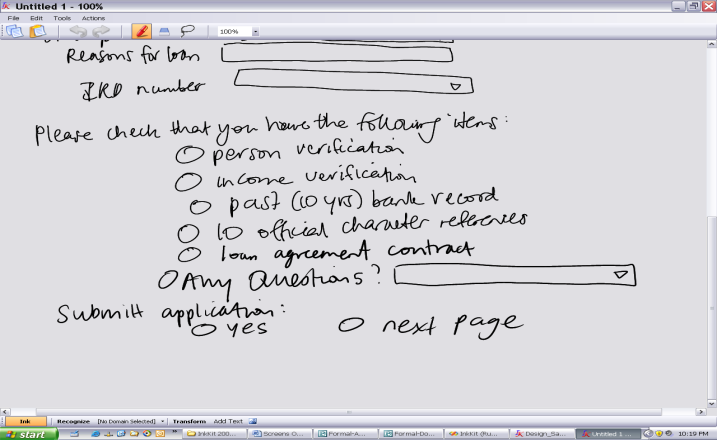 Untitled 1 - 100%
File Edit Tools Actions
100%
Reasons for loan
IRD number
please check that you have the following items:
person verification
income verification
past (10 yrs) bank record
10 official character references
loan agreement contract
Any Questions?
Submitt application:
yes next page
Ink Recognize [No Domain Selected] Transform Add Text
start InkKit 200... Screens O... Formal-A... Formal-Do... InkKit (Ru... Design_Sa... Untitled 1 ... 10:19 PM